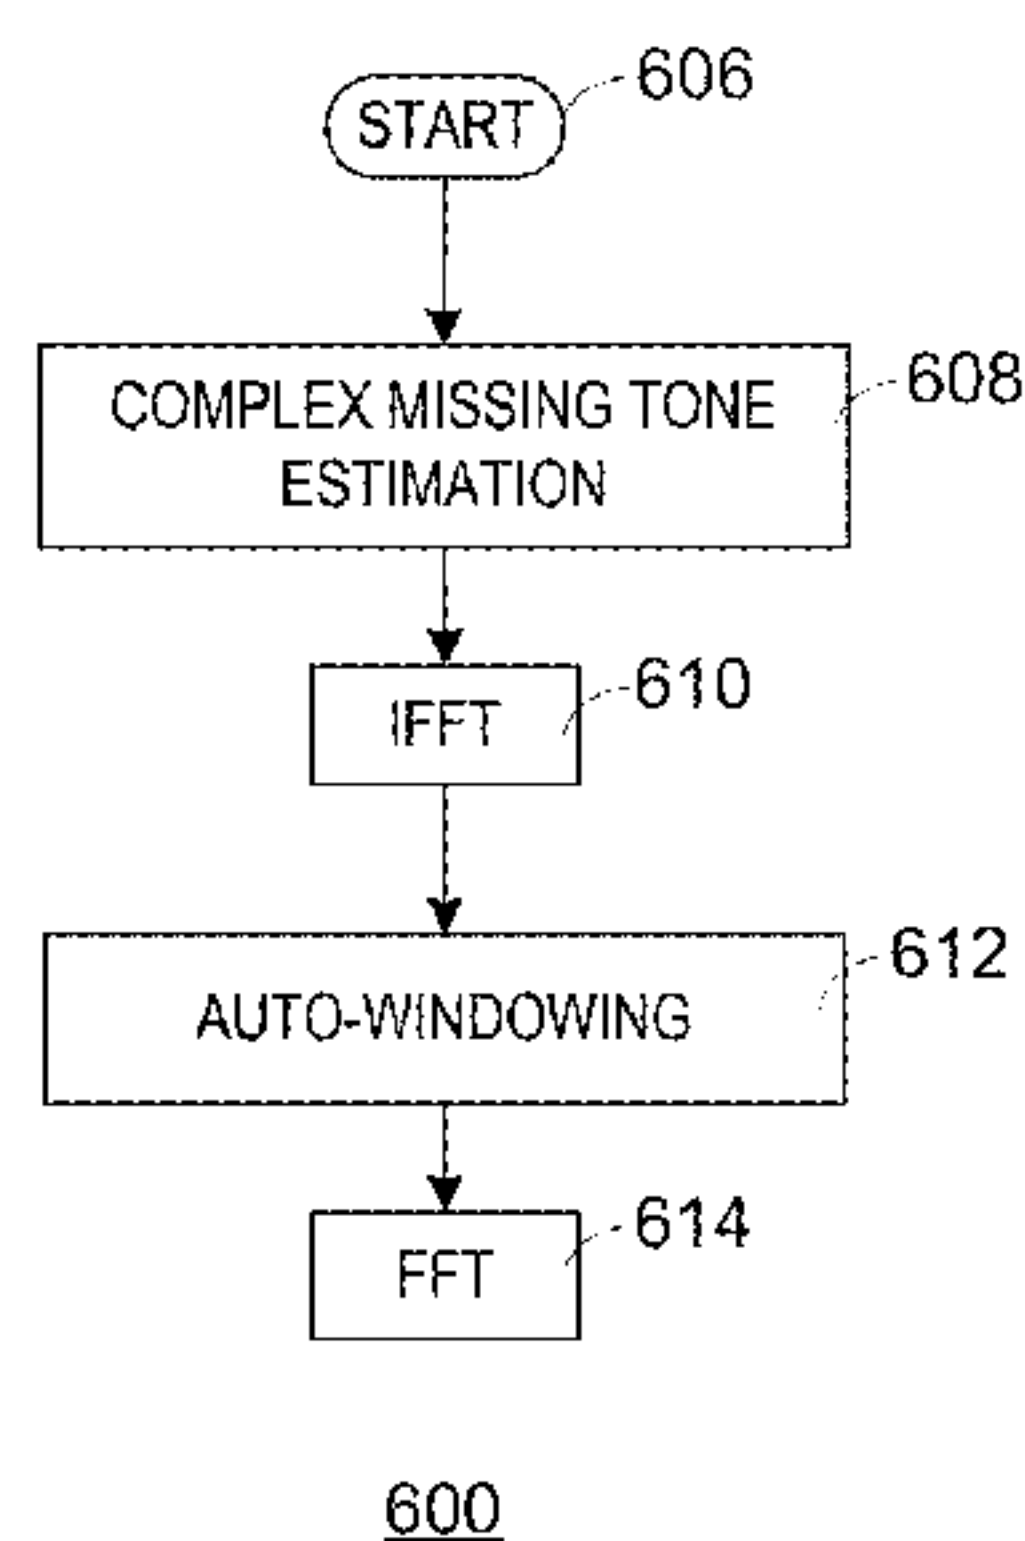 START
606
COMPLEX MISSING TONE
ESTIMATION
608
IFFT
610
AUTO-WINDOWING
612
FFT
614
600